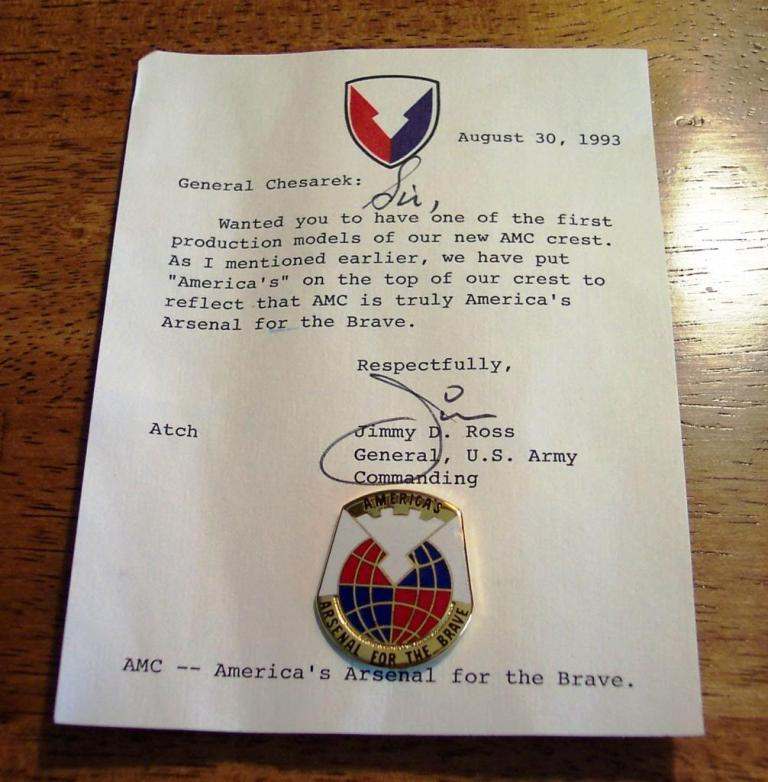 August 30, 1993
General Chesarek:
Sir,
Wanted you to have one of the first
production models of our new AMC crest.
As I mentioned earlier, we have put
"America's" on the top of our crest to
reflect that AMC is truly America's
Arsenal for the Brave.
Respectfully,
Jim
Atch
Jimmy D. Ross
General, U.S. Army
Commanding
AMERICA'S
ARSENAL FOR THE BRAVE
AMC -- America's Arsenal for the Brave.